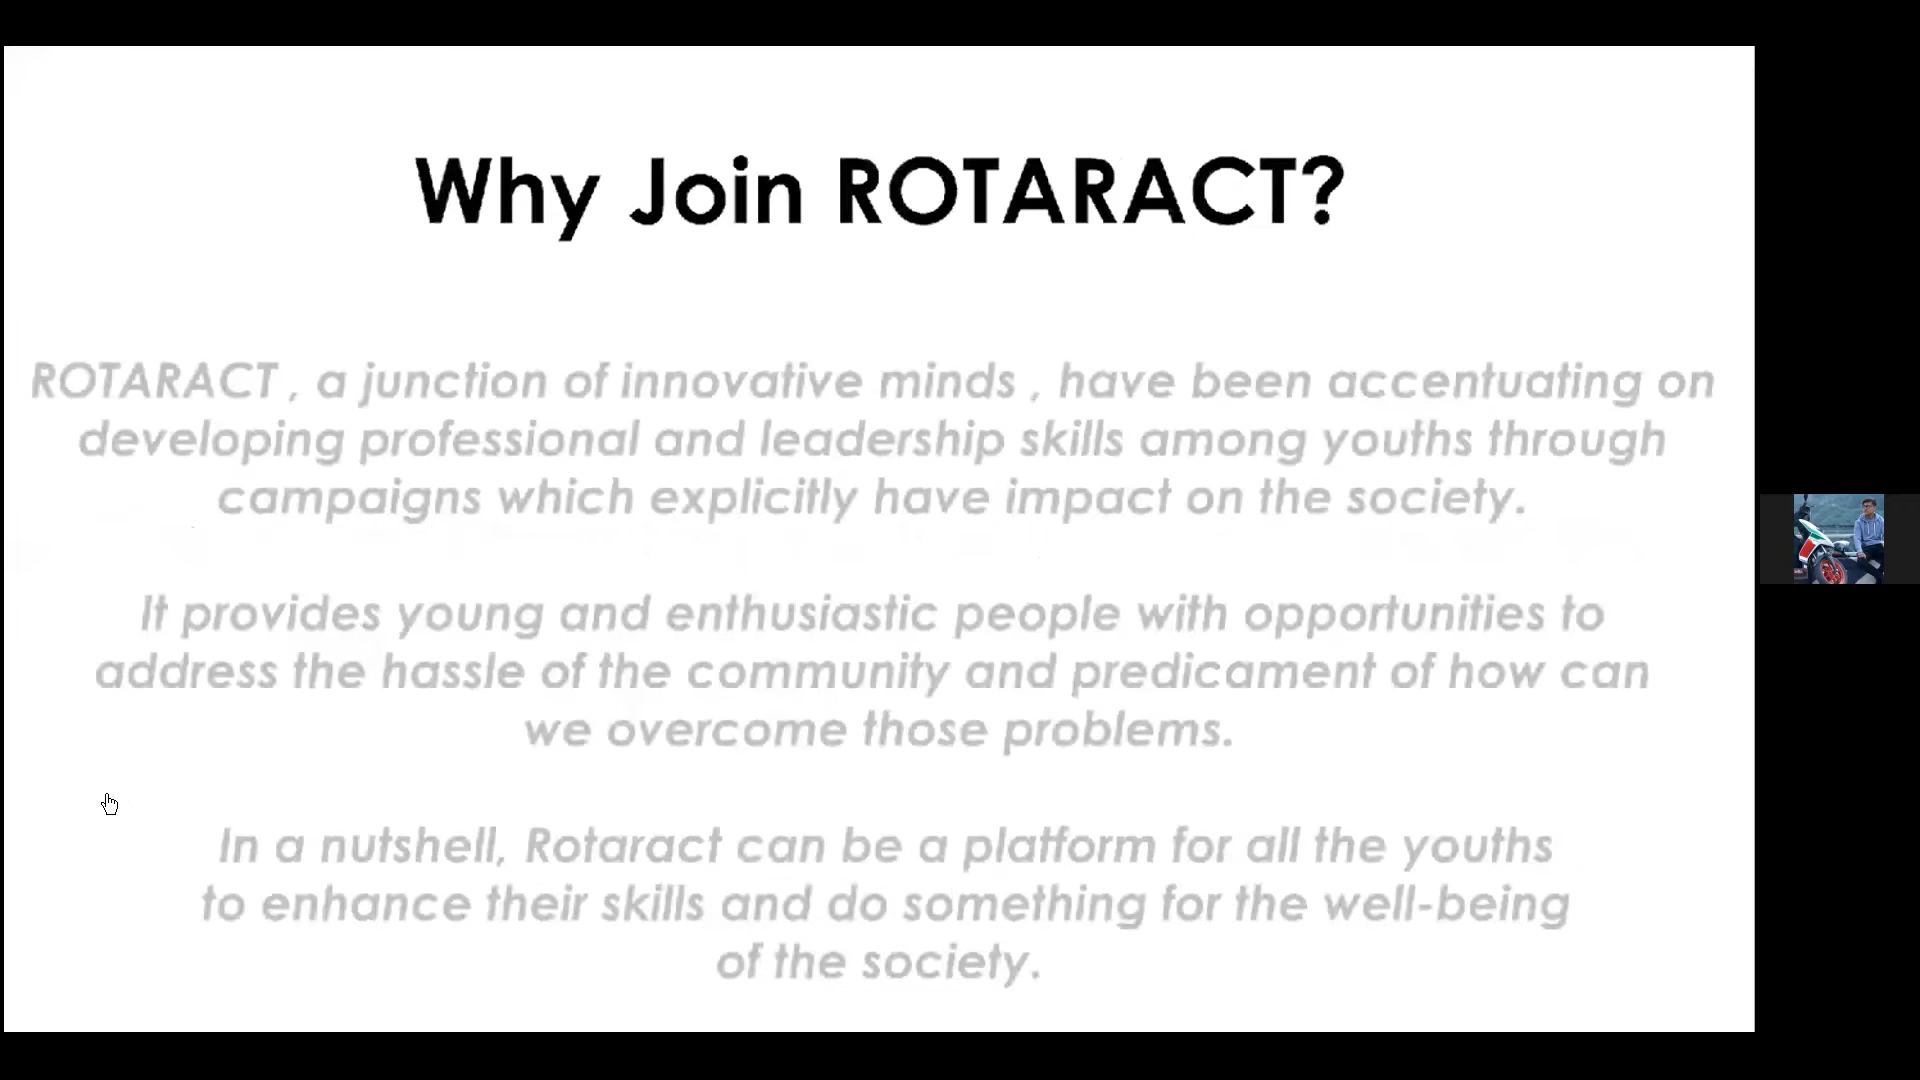 Why Join ROTARACT?
ROTARACT , a junction of innovative minds , have been accentuating on
developing professional and leadership skills among youths through
campaigns which explicitly have impact on the society.
It provides young and enthusiastic people with opportunities to
address the hassle of the community and predicament of how can
we overcome those problems.
In a nutshell, Rotaract can be a platform for all the youths
to enhance their skills and do something for the well-being
of the society.